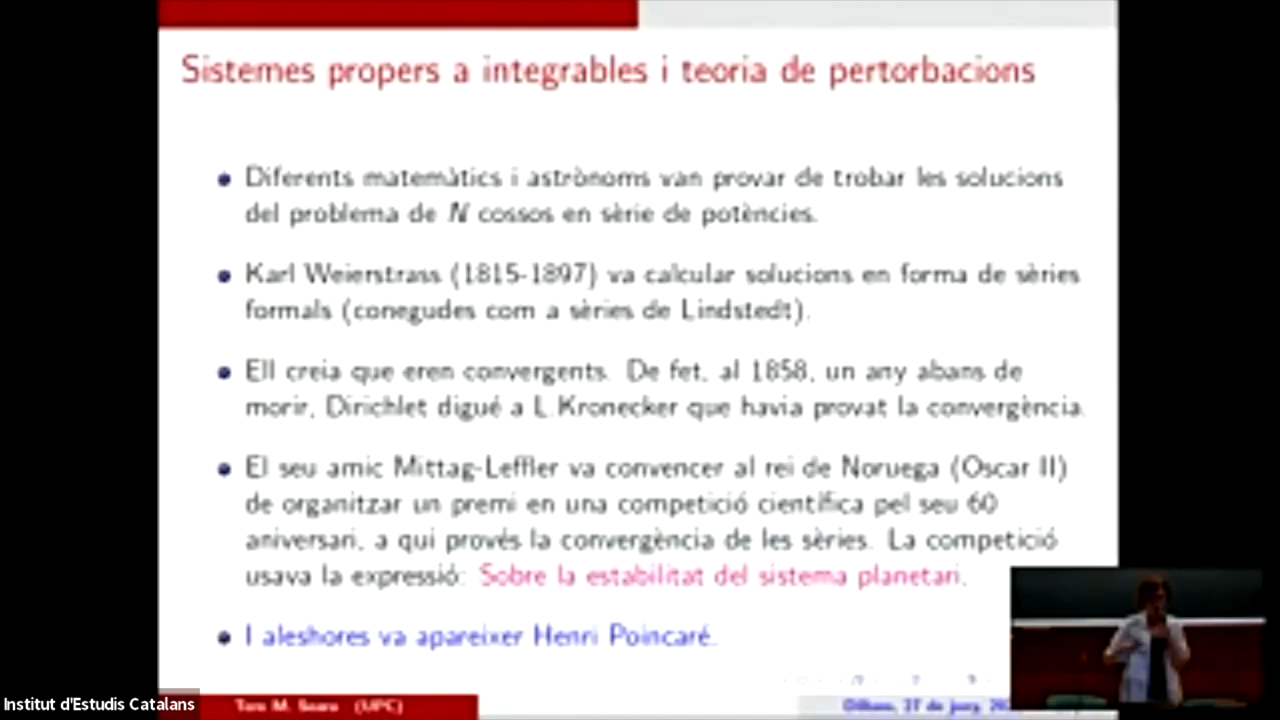 Sistemes propers a integrables i teoria de pertorbacions
Diferents matemàtics i astrònoms van provar de trobar les solucions
del problema de N cossos en sèrie de potències.
Karl Weierstrass (1815-1897) va calcular solucions en forma de sèries
formals (conegudes com a sèries de Lindstedt).
Ell creia que eren convergents. De fet, al 1858, un any abans de
morir, Dirichlet digué a L.Kronecker que havia provat la convergència.
El seu amic Mittag-Leffler va convencer al rei de Noruega (Oscar II)
de organitzar un premi en una competició científica pel seu 60
aniversari, a qui provés la convergència de les sèries. La competició
usava la expressió: Sobre la estabilitat del sistema planetari.
I aleshores va apareixer Henri Poincaré.
Institut d'Estudis Catalans
M. Seara (UPC)
27 de juny,